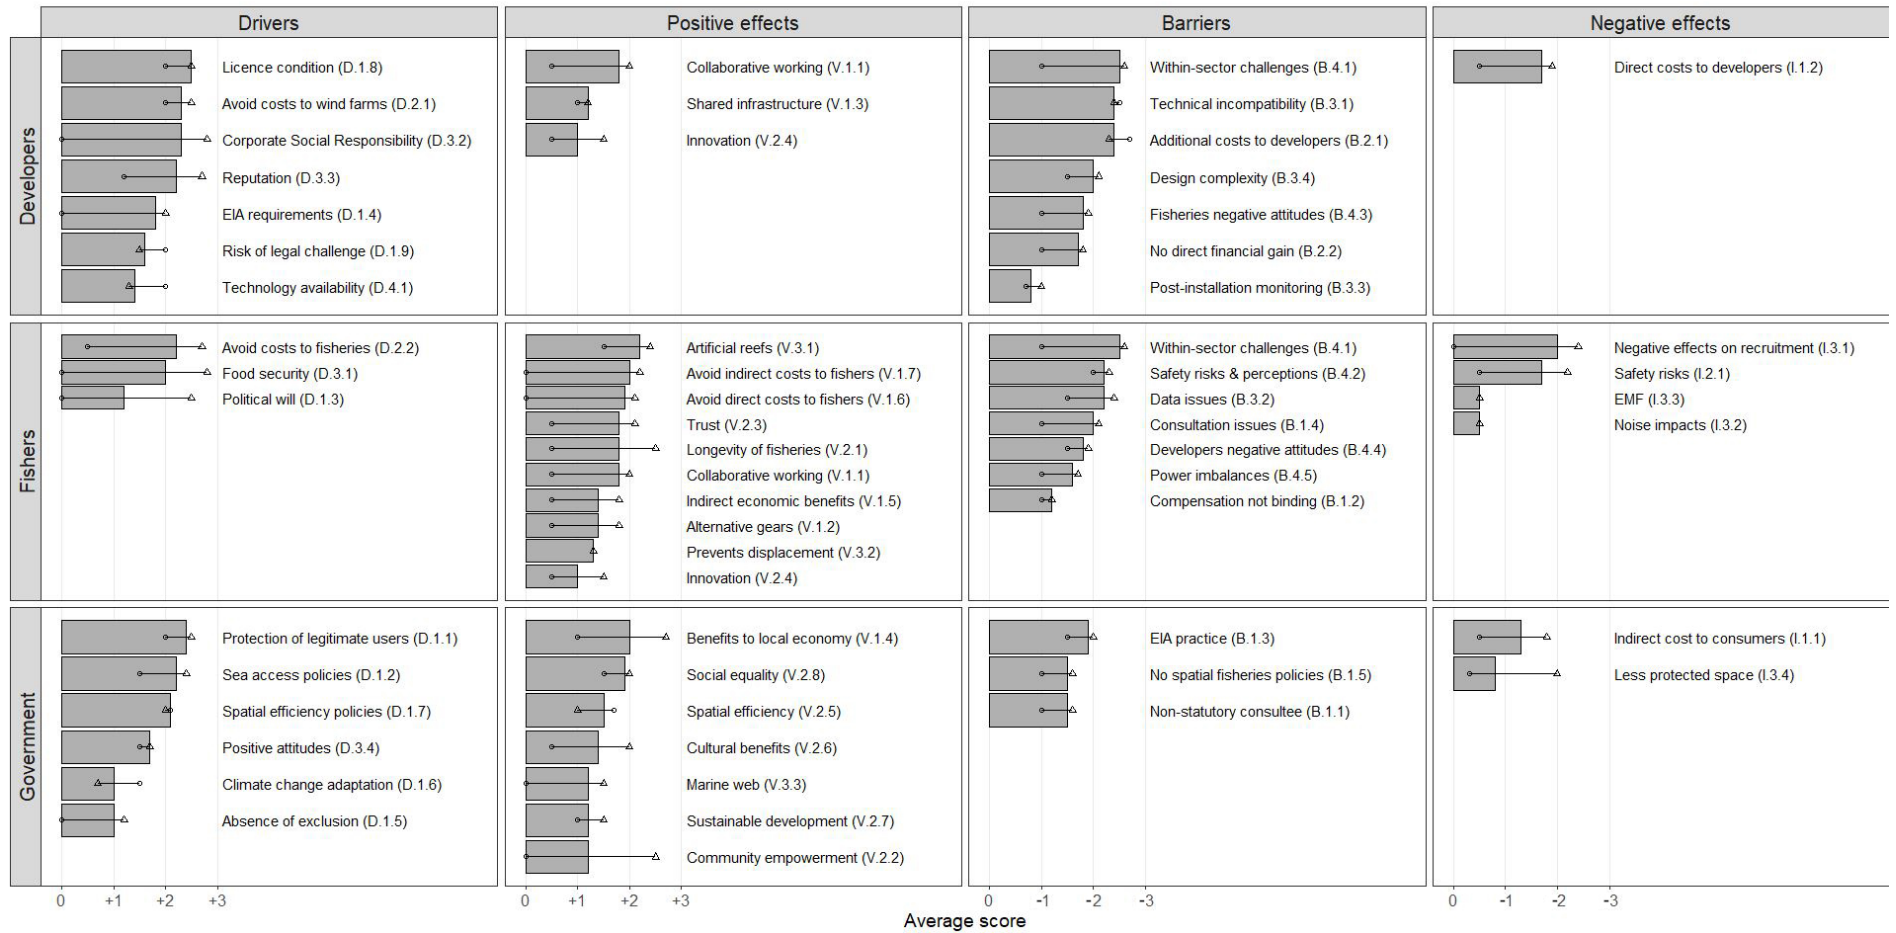 Drivers
Positive effects
Barriers
Negative effects
Developers
Licence condition (D.1.8)
Avoid costs to wind farms (D.2.1)
Corporate Social Responsibility (D.3.2)
Reputation (D.3.3)
EIA requirements (D.1.4)
Risk of legal challenge (D.1.9)
Technology availability (D.4.1)
Collaborative working (V.1.1)
Shared infrastructure (V.1.3)
Innovation (V.2.4)
Within-sector challenges (B.4.1)
Technical incompatibility (B.3.1)
Additional costs to developers (B.2.1)
Design complexity (B.3.4)
Fisheries negative attitudes (B.4.3)
No direct financial gain (B.2.2)
Post-installation monitoring (B.3.3)
Direct costs to developers (I.1.2)
Fishers
Avoid costs to fisheries (D.2.2)
Food security (D.3.1)
Political will (D.1.3)
Artificial reefs (V.3.1)
Avoid indirect costs to fishers (V.1.7)
Avoid direct costs to fishers (V.1.6)
Trust (V.2.3)
Longevity of fisheries (V.2.1)
Collaborative working (V.1.1)
Indirect economic benefits (V.1.5)
Alternative gears (V.1.2)
Prevents displacement (V.3.2)
Innovation (V.2.4)
Within-sector challenges (B.4.1)
Safety risks & perceptions (B.4.2)
Data issues (B.3.2)
Consultation issues (B.1.4)
Developers negative attitudes (B.4.4)
Power imbalances (B.4.5)
Compensation not binding (B.1.2)
Negative effects on recruitment (I.3.1)
Safety risks (I.2.1)
EMF (I.3.3)
Noise impacts (I.3.2)
Government
Protection of legitimate users (D.1.1)
Sea access policies (D.1.2)
Spatial efficiency policies (D.1.7)
Positive attitudes (D.3.4)
Climate change adaptation (D.1.6)
Absence of exclusion (D.1.5)
Benefits to local economy (V.1.4)
Social equality (V.2.8)
Spatial efficiency (V.2.5)
Cultural benefits (V.2.6)
Marine web (V.3.3)
Sustainable development (V.2.7)
Community empowerment (V.2.2)
EIA practice (B.1.3)
No spatial fisheries policies (B.1.5)
Non-statutory consultee (B.1.1)
Indirect cost to consumers (I.1.1)
Less protected space (I.3.4)
0 +1 +2 +3
0 +1 +2 +3
0 -1 -2 -3
0 -1 -2 -3
Average score